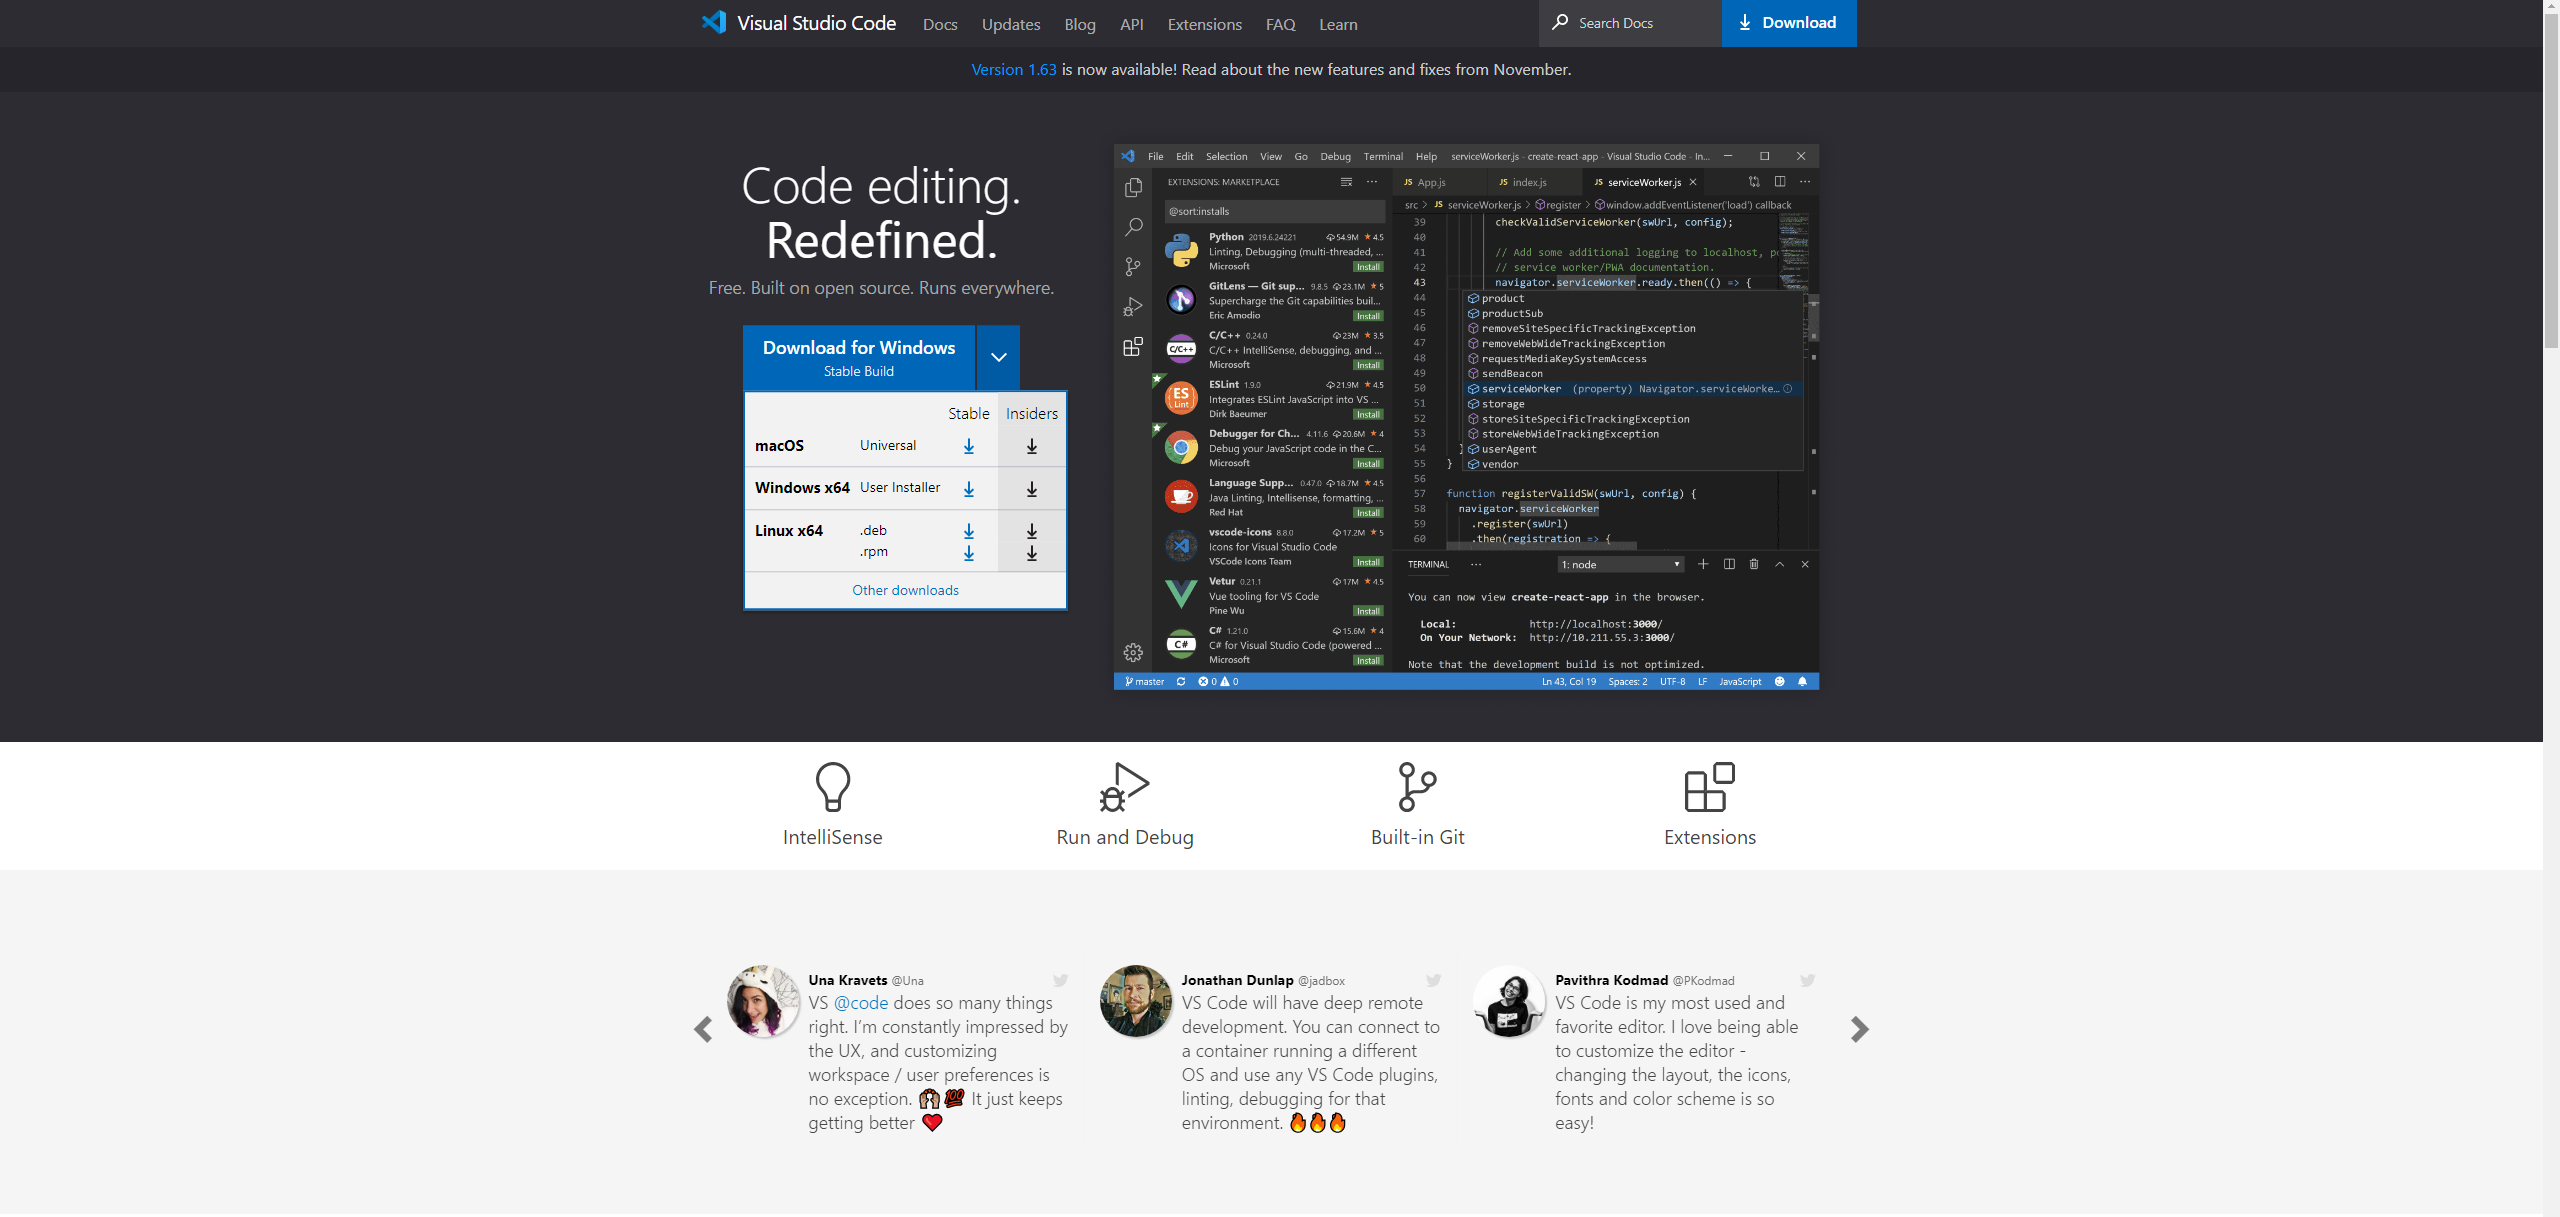 Visual Studio Code Docs Updates Blog API Extensions FAQ Learn Search Docs Download
Version 1.63 is now available! Read about the new features and fixes from November.
Code editing.
Redefined.
Free. Built on open source. Runs everywhere.
Download for Windows
Stable Build
Stable Insiders
macOS Universal
Windows x64 User Installer
Linux x64 .deb
.rpm
Other downloads
File Edit Selection View Go Debug Terminal Help serviceWorker.js - create-react-app - Visual Studio Code - In...
EXTENSIONS: MARKETPLACE
@sort:installs
Python 2019.6.24221 54.9M 4.5
Linting, Debugging (multi-threaded, ...
Microsoft Install
GitLens — Git sup... 9.8.5 23.1M 5
Supercharge the Git capabilities buil...
Eric Amodio Install
C/C++ 0.24.0 23M 3.5
C/C++ IntelliSense, debugging, and ...
Microsoft Install
ESLint 1.9.0 21.9M 4.5
Integrates ESLint JavaScript into VS ...
Dirk Baeumer Install
Debugger for Ch... 4.11.6 20.6M 4
Debug your JavaScript code in the C...
Microsoft Install
Language Supp... 0.47.0 18.7M 4.5
Java Linting, Intellisense, formatting, ...
Red Hat Install
vscode-icons 8.8.0 17.2M 5
Icons for Visual Studio Code
VSCode Icons Team Install
Vetur 0.21.1 17M 4.5
Vue tooling for VS Code
Pine Wu Install
C# 1.21.0 15.6M 4
C# for Visual Studio Code (powered ...
Microsoft Install
JS App.js JS index.js JS serviceWorker.js
src > JS serviceWorker.js > register > window.addEventListener('load') callback
39 checkValidServiceWorker(swUrl, config);
40
41 // Add some additional logging to localhost, po
42 // service worker/PWA documentation.
43 navigator.serviceWorker.ready.then(() => {
44 product
45 productSub
46 removeSiteSpecificTrackingException
47 removeWebWideTrackingException
48 requestMediaKeySystemAccess
49 sendBeacon
50 serviceWorker (property) Navigator.serviceWorke...
51 storage
52 storeSiteSpecificTrackingException
53 storeWebWideTrackingException
54 } userAgent
55 } vendor
56
57 function registerValidSW(swUrl, config) {
58 navigator.serviceWorker
59 .register(swUrl)
60 .then(registration => {
TERMINAL ... 1: node
You can now view create-react-app in the browser.
Local: http://localhost:3000/
On Your Network: http://10.211.55.3:3000/
Note that the development build is not optimized.
master 0 0 Ln 43, Col 19 Spaces: 2 UTF-8 LF JavaScript
IntelliSense Run and Debug Built-in Git Extensions
Una Kravets @Una
VS @code does so many things
right. I’m constantly impressed by
the UX, and customizing
workspace / user preferences is
no exception. 🙌💯 It just keeps
getting better ❤️
Jonathan Dunlap @jadbox
VS Code will have deep remote
development. You can connect to
a container running a different
OS and use any VS Code plugins,
linting, debugging for that
environment. 🔥🔥🔥
Pavithra Kodmad @PKodmad
VS Code is my most used and
favorite editor. I love being able
to customize the editor -
changing the layout, the icons,
fonts and color scheme is so
easy!